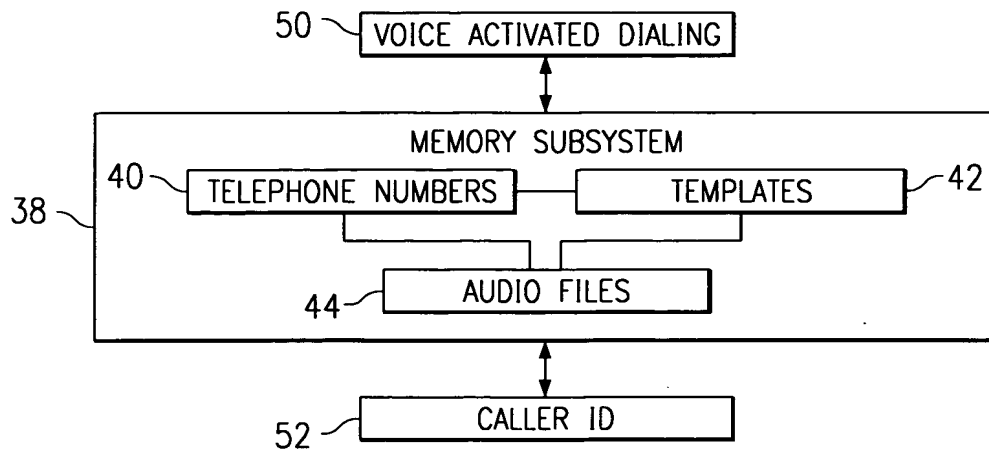 50
VOICE ACTIVATED DIALING
MEMORY SUBSYSTEM
40
TELEPHONE NUMBERS
TEMPLATES
42
38
44
AUDIO FILES
52
CALLER ID